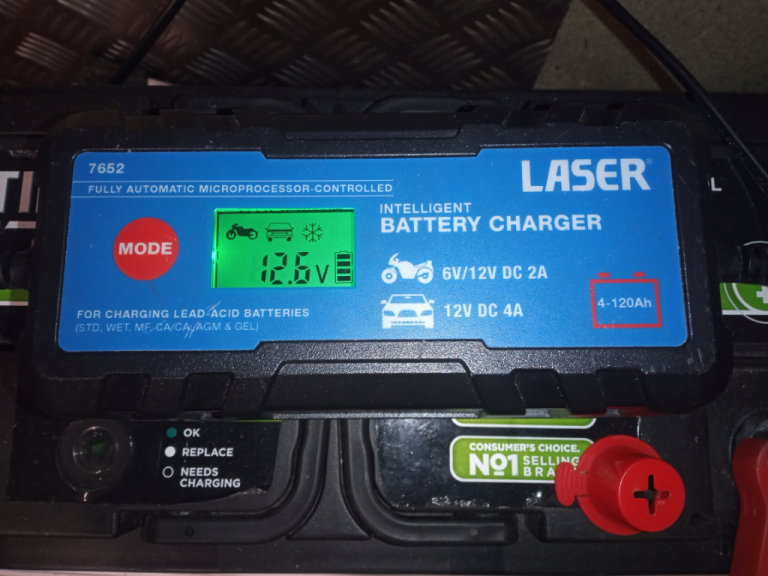 7652
FULLY AUTOMATIC MICROPROCESSOR-CONTROLLED
LASER®
INTELLIGENT
BATTERY CHARGER
MODE
12.6V
6V/12V DC 2A
12V DC 4A
4-120Ah
FOR CHARGING LEAD-ACID BATTERIES
(STD, WET, MF, CA/CA, AGM & GEL)
OK
REPLACE
NEEDS
CHARGING
CONSUMER'S CHOICE.
No1 SELLING